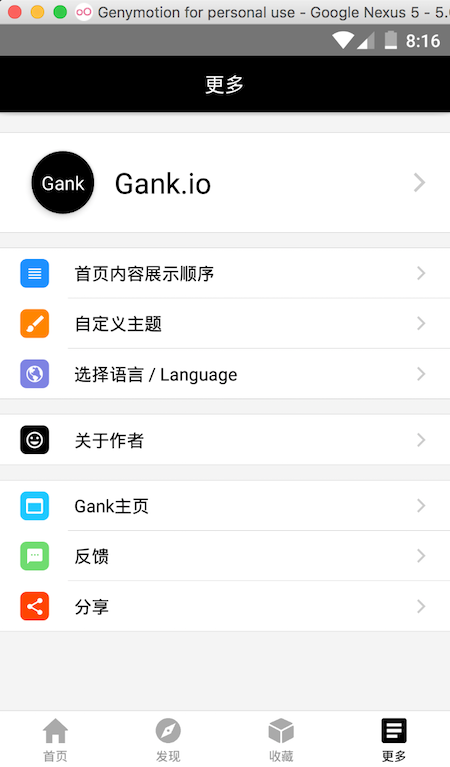 Genymotion for personal use - Google Nexus 5 - 5.
8:16
更多
Gank
Gank.io
首页内容展示顺序
自定义主题
选择语言 / Language
关于作者
Gank主页
反馈
分享
首页
发现
收藏
更多